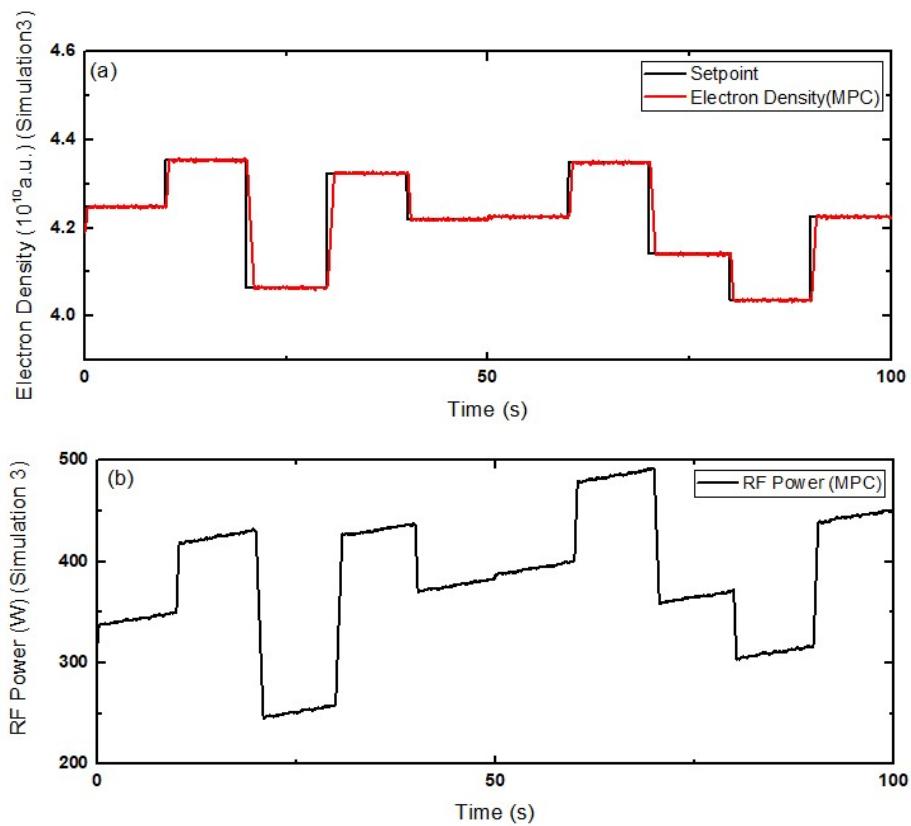 (a)
Setpoint
Electron Density(MPC)
Electron Density (10¹⁰a.u.) (Simulation3)
4.6
4.4
4.2
4.0
0
50
100
Time (s)
(b)
RF Power (MPC)
RF Power (W) (Simulation 3)
500
400
300
200
0
50
100
Time (s)